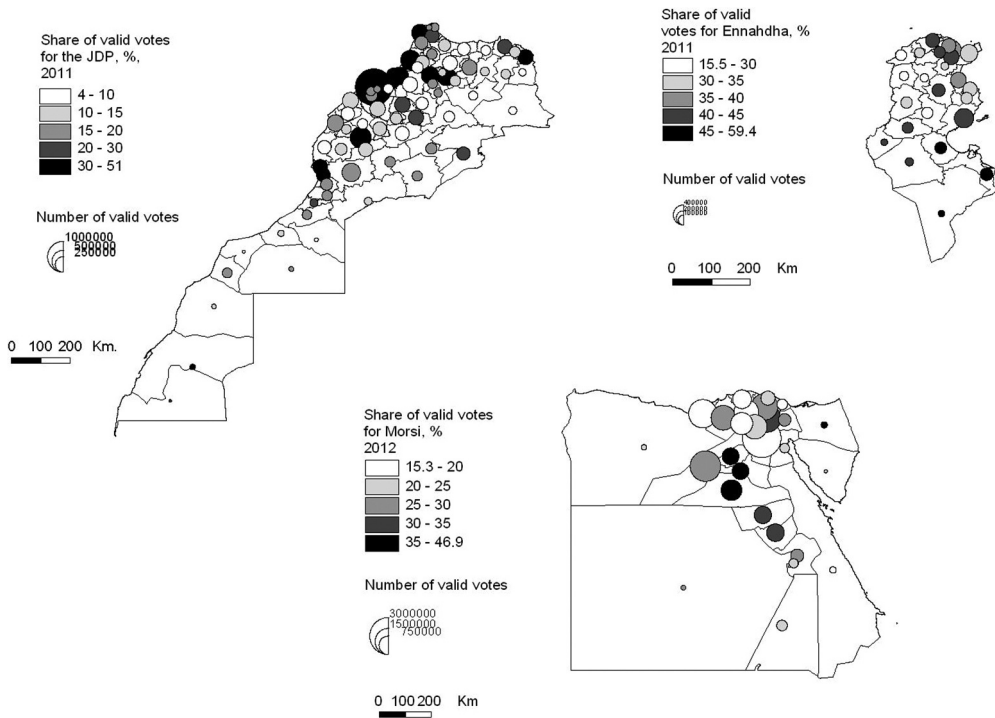 Share of valid votes
for the JDP, %,
2011
4 - 10
10 - 15
15 - 20
20 - 30
30 - 51
Number of valid votes
1000000
500000
250000
0 100 200 Km.
Share of valid
votes for Ennahdha, %
2011
15.5 - 30
30 - 35
35 - 40
40 - 45
45 - 59.4
Number of valid votes
400000
200000
100000
0 100 200 Km
Share of valid votes
for Morsi, %
2012
15.3 - 20
20 - 25
25 - 30
30 - 35
35 - 46.9
Number of valid votes
3000000
1500000
750000
0 100 200 Km